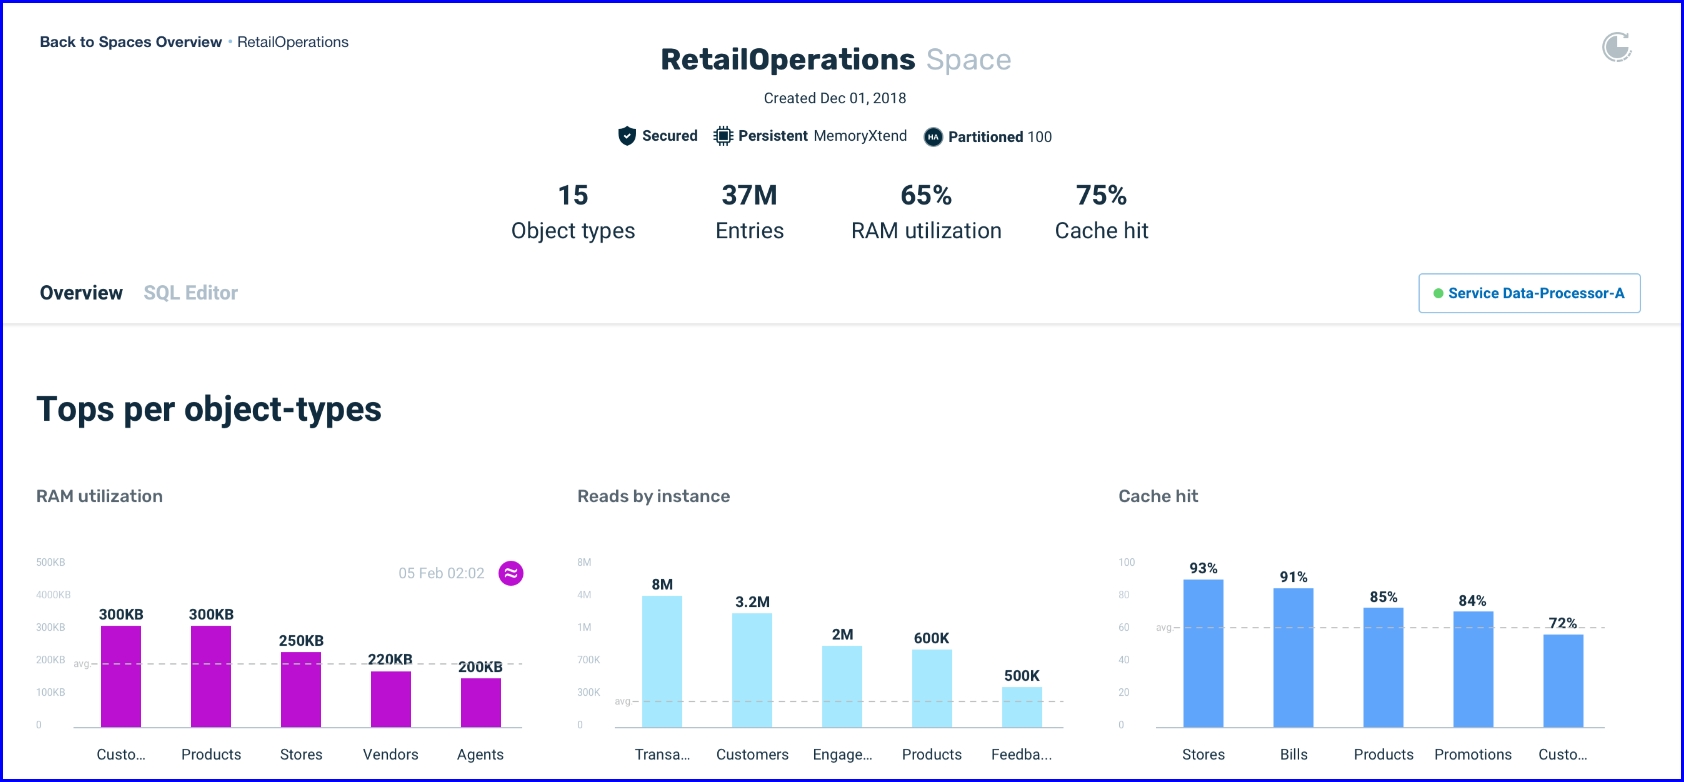 Back to Spaces Overview • RetailOperations
RetailOperations Space
Created Dec 01, 2018
Secured Persistent MemoryXtend HA Partitioned 100
15 37M 65% 75%
Object types Entries RAM utilization Cache hit
Overview SQL Editor
Service Data-Processor-A
Tops per object-types
RAM utilization
500KB
4000KB
300KB
200KB
100KB
0
05 Feb 02:02
avg.
300KB 300KB 250KB 220KB 200KB
Custo... Products Stores Vendors Agents
Reads by instance
8M
4M
1M
700K
300K
0
avg.
8M 3.2M 2M 600K 500K
Transa... Customers Engage... Products Feedba...
Cache hit
100
80
60
40
20
0
avg.
93% 91% 85% 84% 72%
Stores Bills Products Promotions Custo...